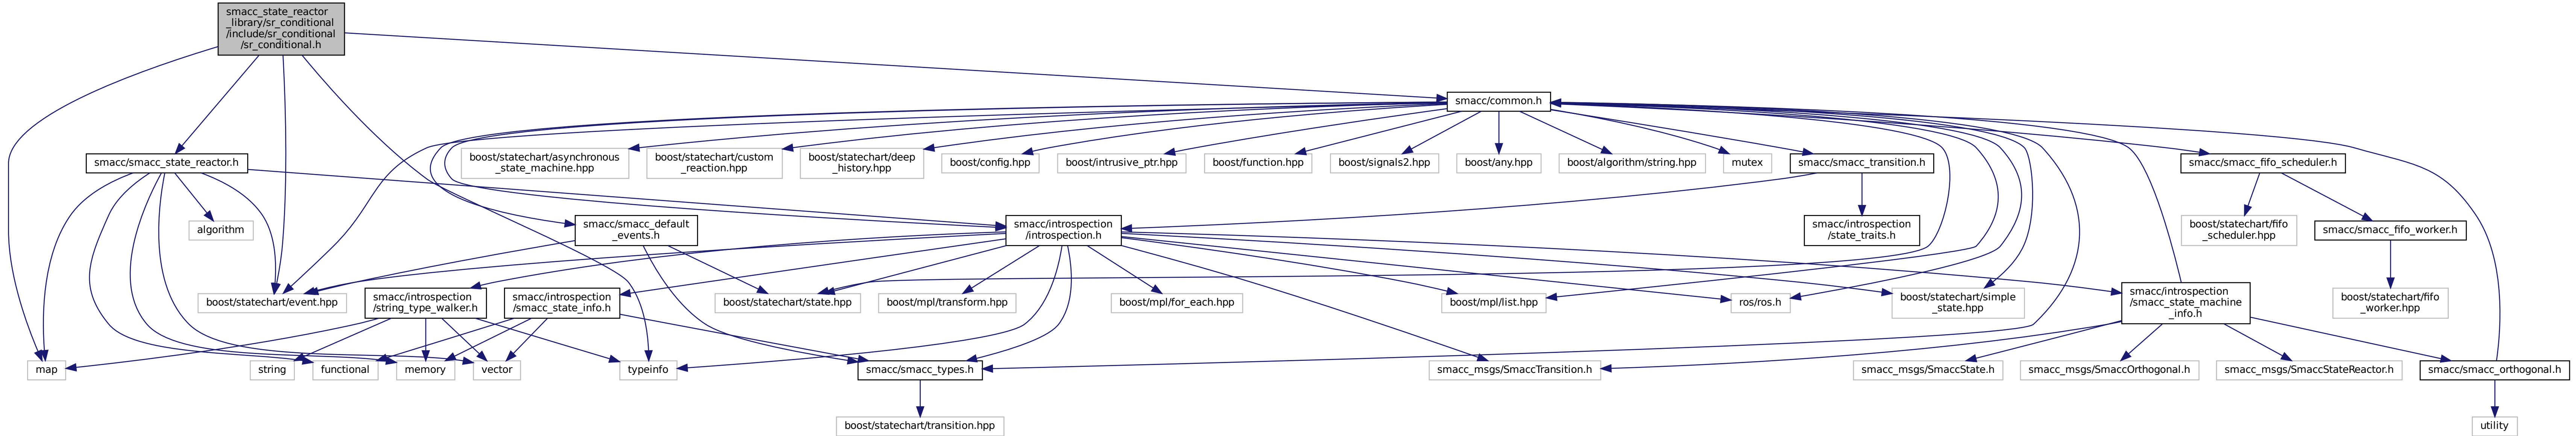 smacc_state_reactor
_library/sr_conditional
/include/sr_conditional
/sr_conditional.h
smacc/common.h
smacc/smacc_state_reactor.h
boost/statechart/asynchronous
_state_machine.hpp
boost/statechart/custom
_reaction.hpp
boost/statechart/deep
_history.hpp
boost/config.hpp
boost/intrusive_ptr.hpp
boost/function.hpp
boost/signals2.hpp
boost/any.hpp
boost/algorithm/string.hpp
mutex
smacc/smacc_transition.h
smacc/smacc_fifo_scheduler.h
algorithm
smacc/smacc_default
_events.h
smacc/introspection
/introspection.h
smacc/introspection
/state_traits.h
boost/statechart/fifo
_scheduler.hpp
smacc/smacc_fifo_worker.h
boost/statechart/event.hpp
smacc/introspection
/string_type_walker.h
smacc/introspection
/smacc_state_info.h
boost/statechart/state.hpp
boost/mpl/transform.hpp
boost/mpl/for_each.hpp
boost/mpl/list.hpp
ros/ros.h
boost/statechart/simple
_state.hpp
smacc/introspection
/smacc_state_machine
_info.h
boost/statechart/fifo
_worker.hpp
map
string
functional
memory
vector
typeinfo
smacc/smacc_types.h
smacc_msgs/SmaccTransition.h
smacc_msgs/SmaccState.h
smacc_msgs/SmaccOrthogonal.h
smacc_msgs/SmaccStateReactor.h
smacc/smacc_orthogonal.h
boost/statechart/transition.hpp
utility